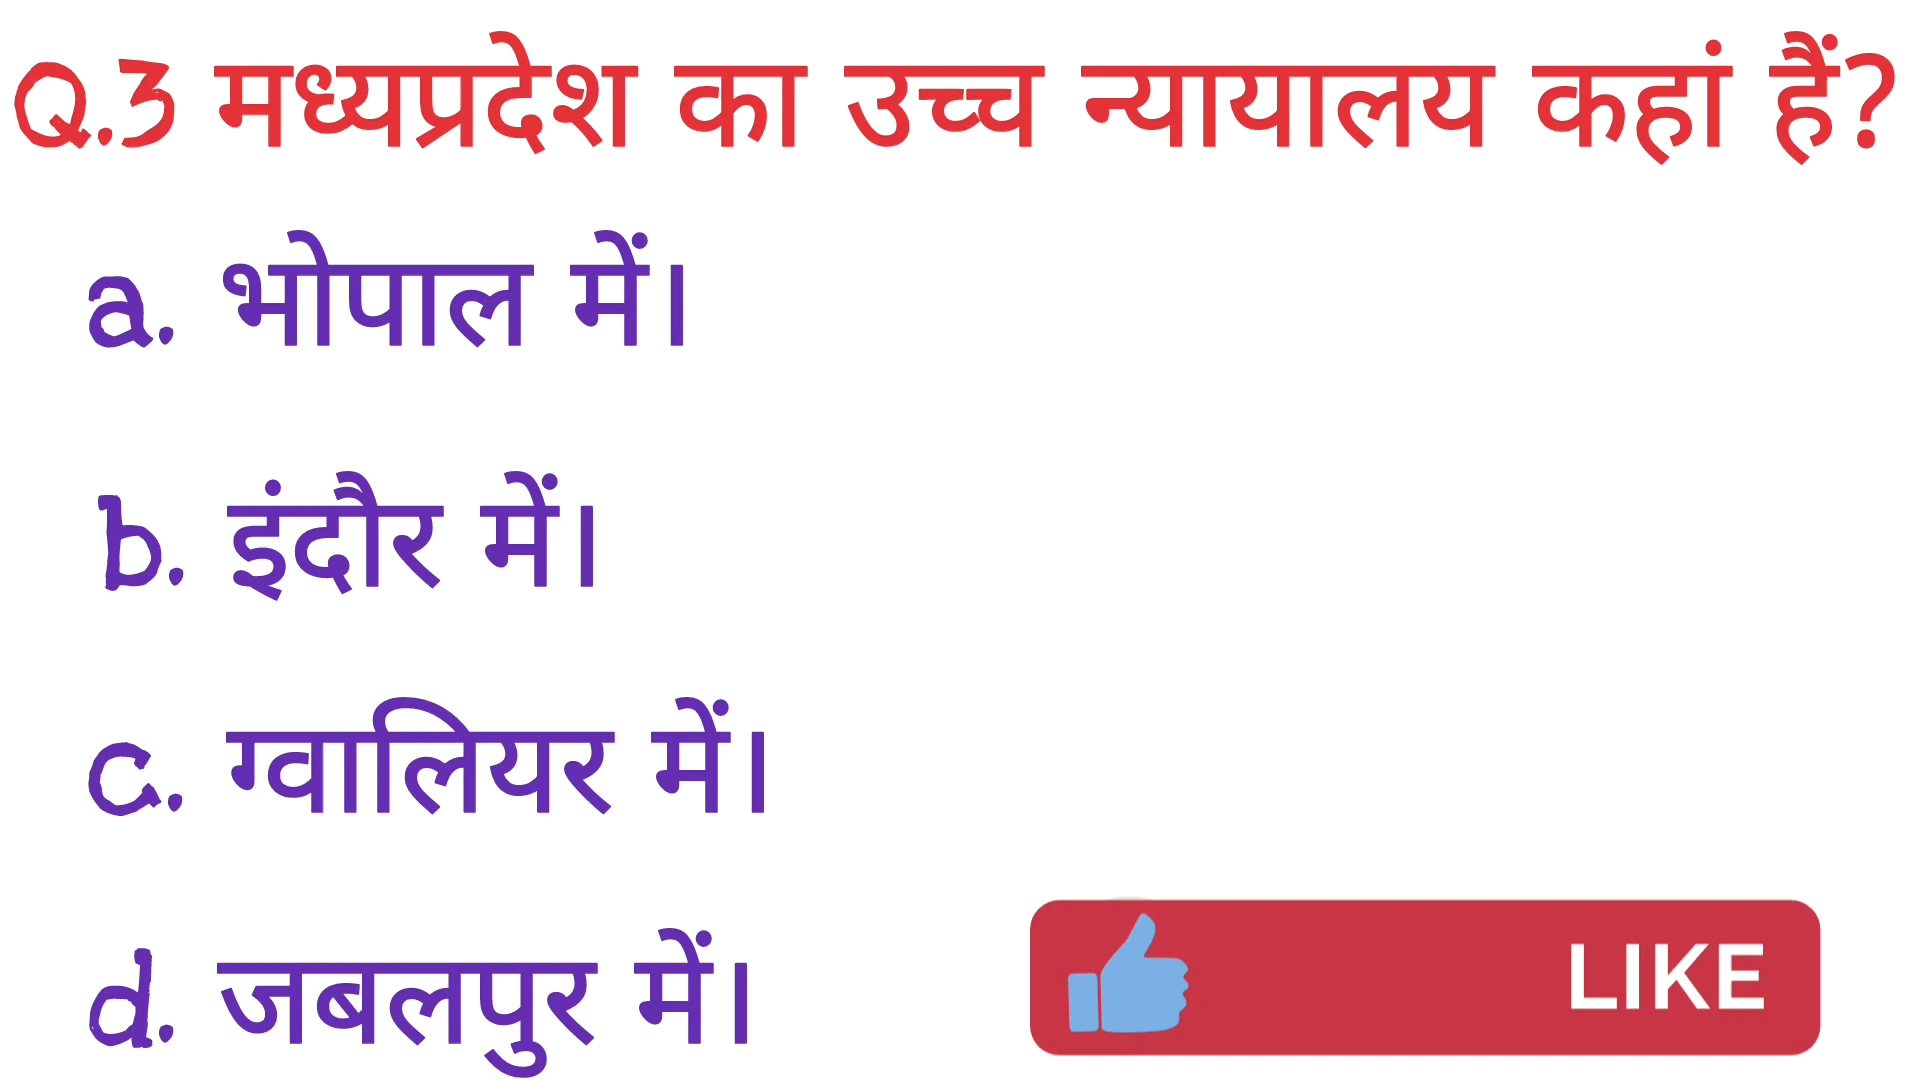 Q.3 मध्यप्रदेश का उच्च न्यायालय कहां हैं?
a. भोपाल में।
b. इंदौर में।
c. ग्वालियर में।
d. जबलपुर में।
LIKE